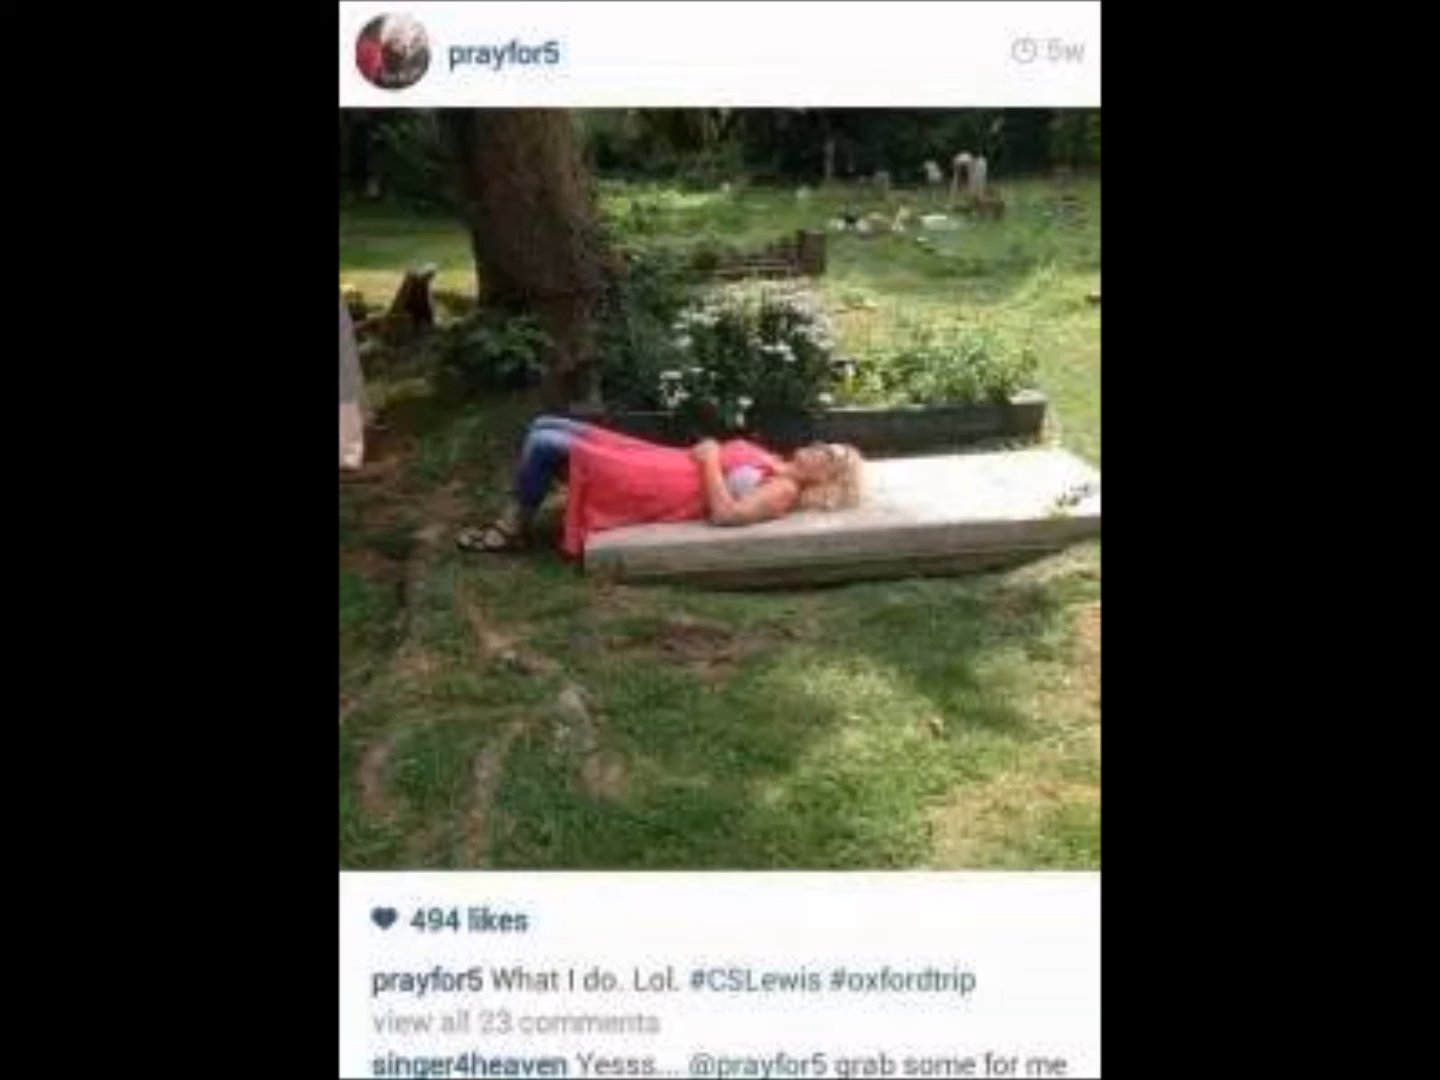 prayfor5
5w
494 likes
prayfor5 What I do. Lol. #CSLewis #oxfordtrip
view all 23 comments
singer4heaven Yesss... @prayfor5 grab some for me